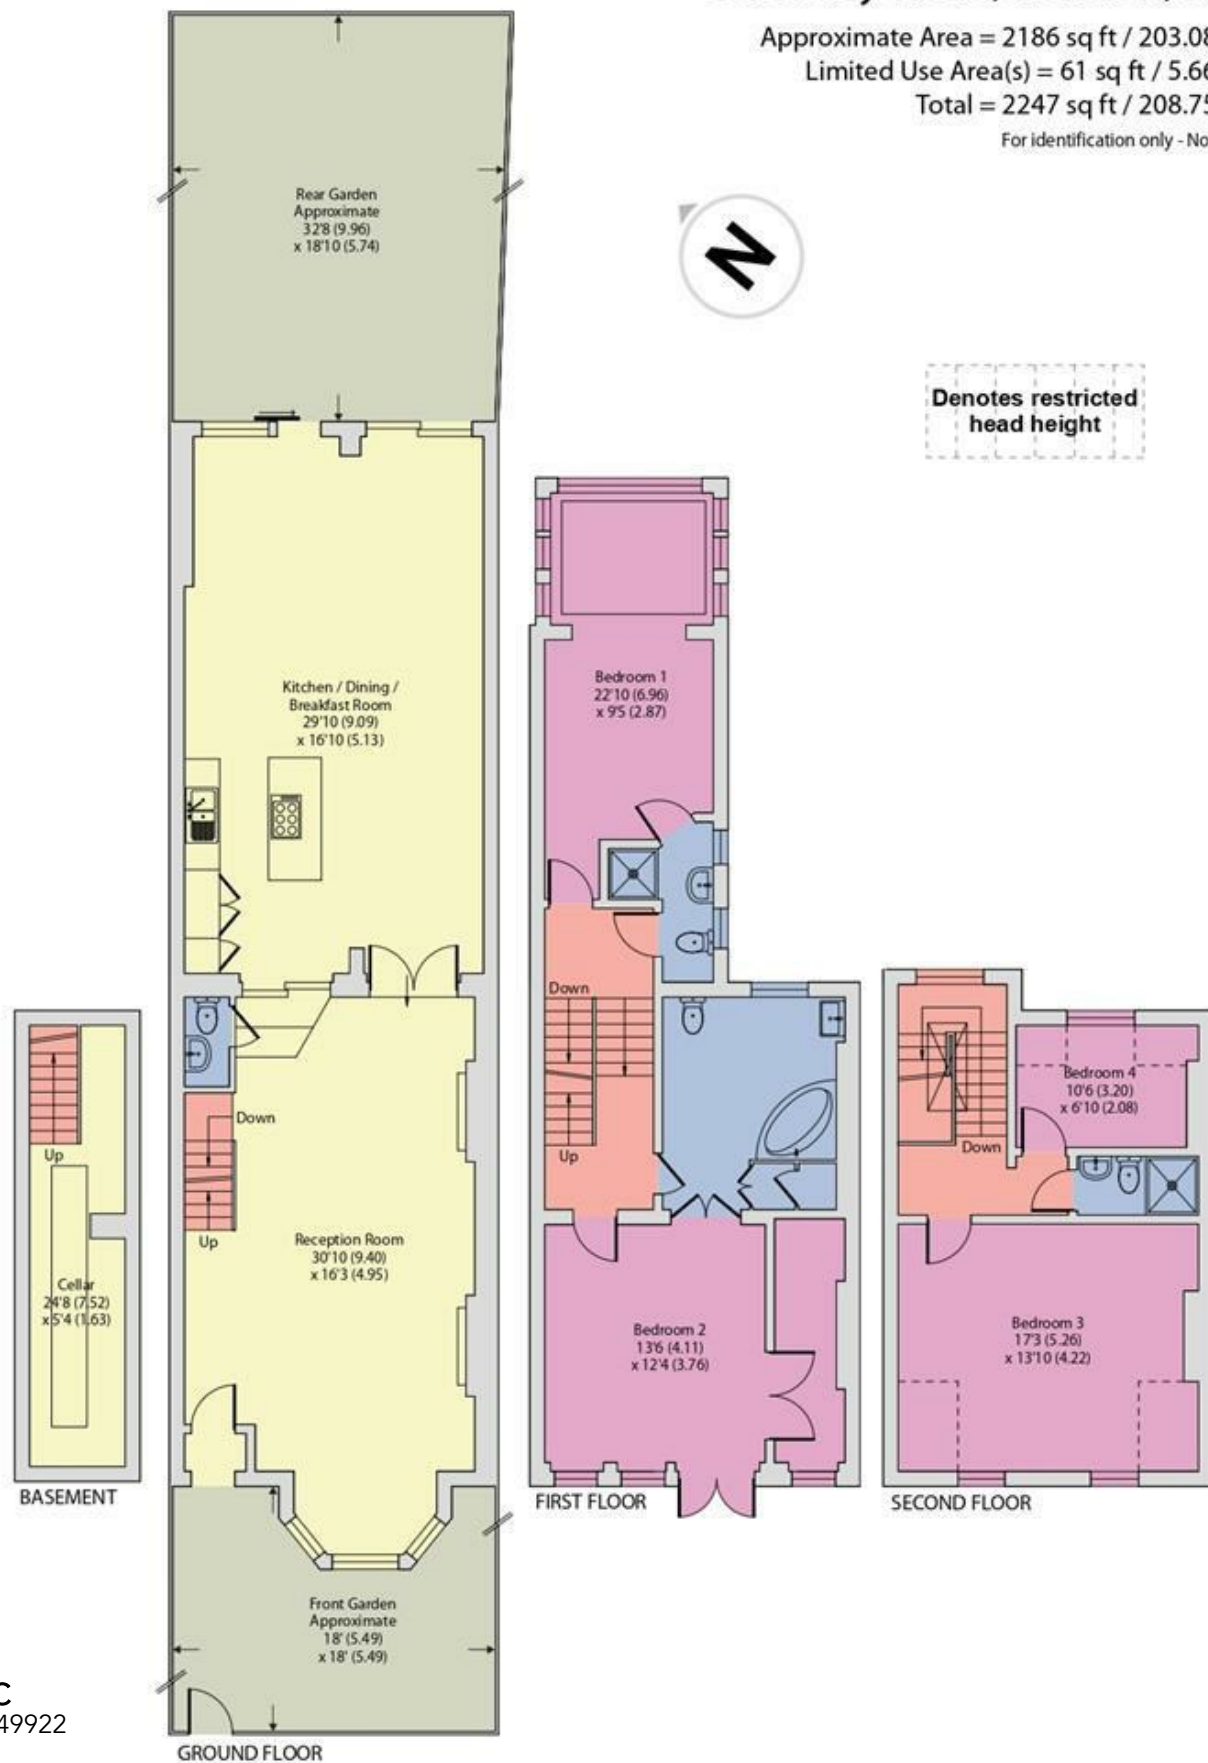 Approximate Area = 2186 sq ft / 203.08
Limited Use Area(s) = 61 sq ft / 5.66
Total = 2247 sq ft / 208.75
For identification only - No
N
Denotes restricted
head height
Rear Garden
Approximate
32'8 (9.96)
x 18'10 (5.74)
Kitchen / Dining /
Breakfast Room
29'10 (9.09)
x 16'10 (5.13)
Bedroom 1
22'10 (6.96)
x 9'5 (2.87)
Down
Up
Bedroom 4
10'6 (3.20)
x 6'10 (2.08)
Down
Up
Down
Up
Cellar
24'8 (7.52)
x 5'4 (1.63)
Reception Room
30'10 (9.40)
x 16'3 (4.95)
Bedroom 2
13'6 (4.11)
x 12'4 (3.76)
Bedroom 3
17'3 (5.26)
x 13'10 (4.22)
BASEMENT
FIRST FLOOR
SECOND FLOOR
Front Garden
Approximate
18' (5.49)
x 18' (5.49)
49922
GROUND FLOOR